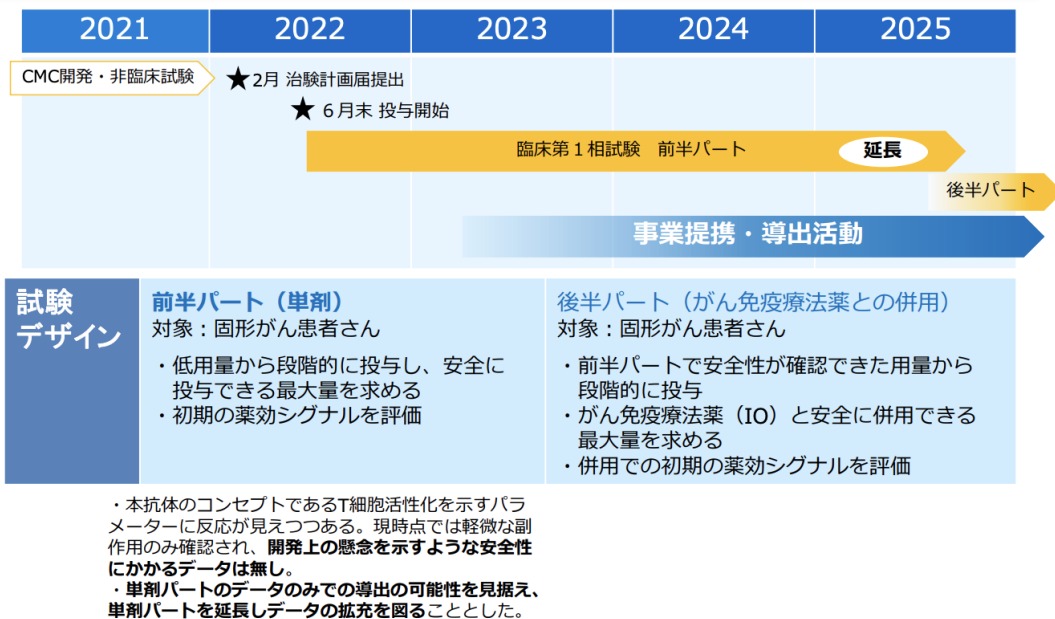 2021 2022 2023 2024 2025
CMC開発・非臨床試験
★2月 治験計画届提出
★ 6月末 投与開始
臨床第1相試験 前半パート 延長
後半パート
事業提携・導出活動
試験
デザイン
前半パート（単剤）
対象：固形がん患者さん
・低用量から段階的に投与し、安全に
投与できる最大量を求める
・初期の薬効シグナルを評価
後半パート（がん免疫療法薬との併用）
対象：固形がん患者さん
・前半パートで安全性が確認できた用量から
段階的に投与
・がん免疫療法薬（IO）と安全に併用できる
最大量を求める
・併用での初期の薬効シグナルを評価
・本抗体のコンセプトであるT細胞活性化を示すパラ
メーターに反応が見えつつある。現時点では軽微な副
作用のみ確認され、開発上の懸念を示すような安全性
にかかるデータは無し。
・単剤パートのデータのみでの導出の可能性を見据え、
単剤パートを延長しデータの拡充を図ることとした。